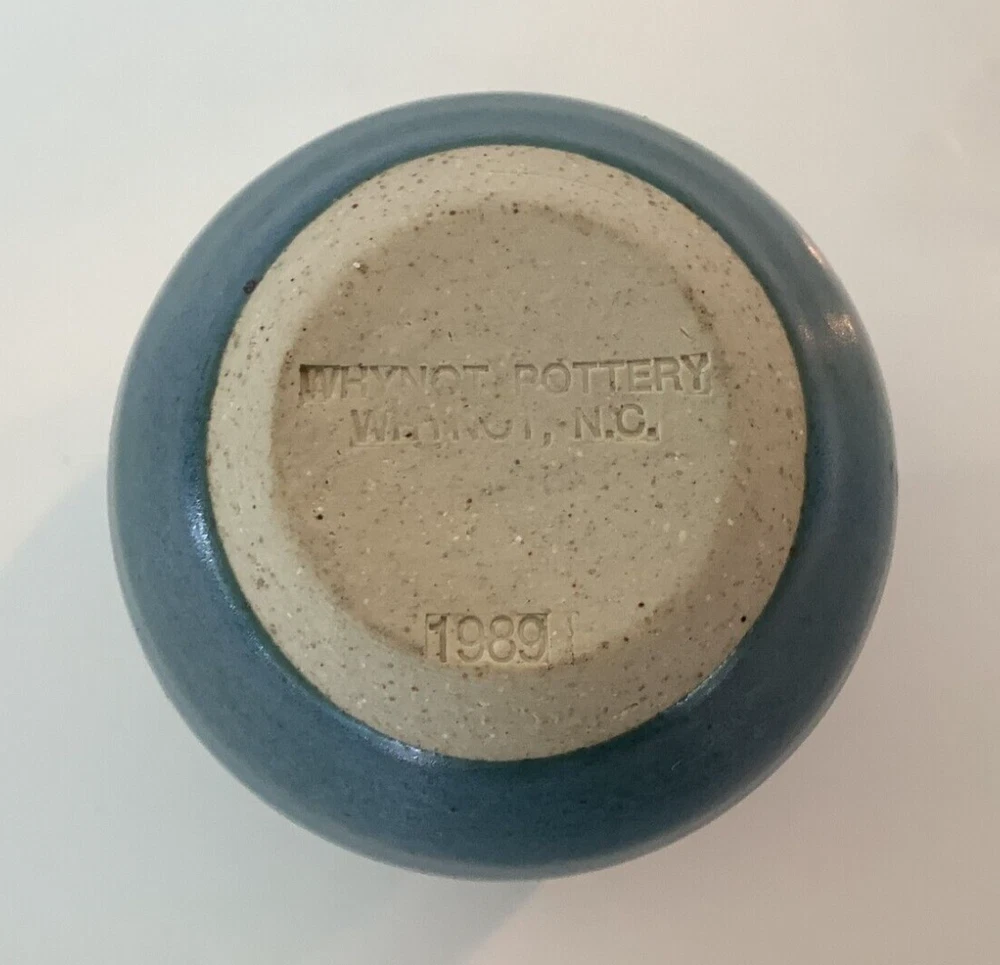 WHYNOT POTTERY
WHYNOT, N.C.
1989